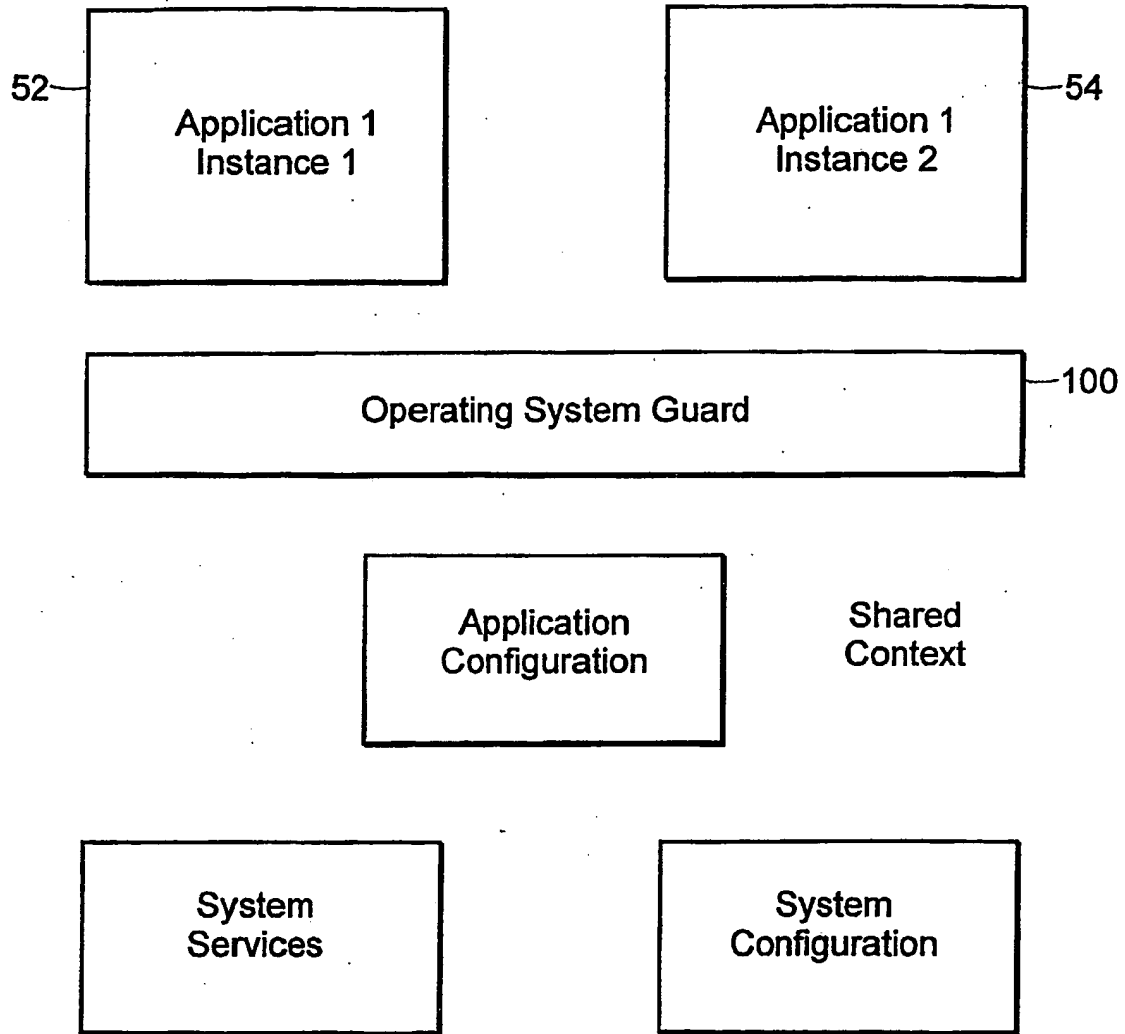 52
Application 1
Instance 1
Application 1
Instance 2
54
Operating System Guard
100
Application
Configuration
Shared
Context
System
Services
System
Configuration